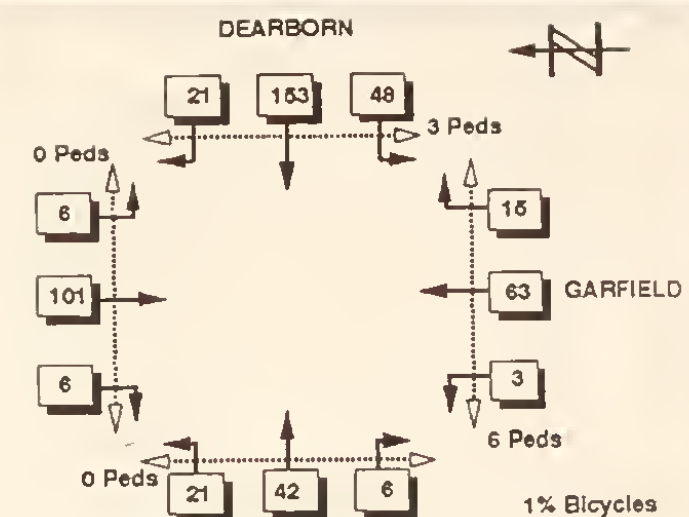 DEARBORN
N
21 153 48
3 Peds
0 Peds
6 15
101 63 GARFIELD
6 3
6 Peds
0 Peds
21 42 6
1% Bicycles